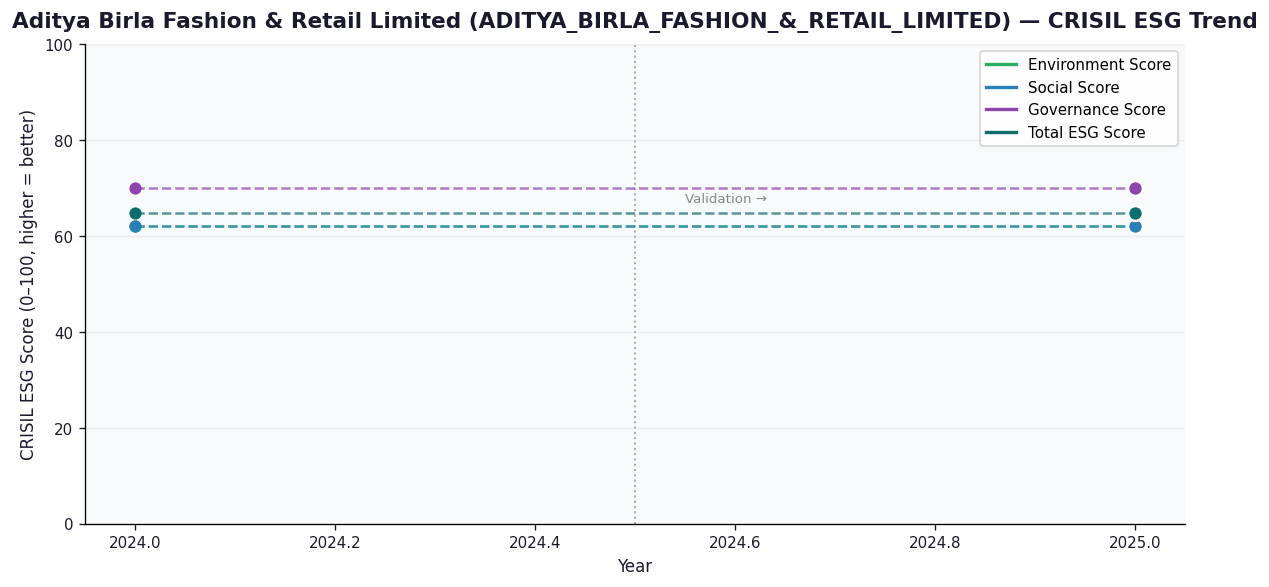 Aditya Birla Fashion & Retail Limited (ADITYA_BIRLA_FASHION_&_RETAIL_LIMITED) — CRISIL ESG Trend
CRISIL ESG Score (0–100, higher = better)
100
80
60
40
20
0
Environment Score
Social Score
Governance Score
Total ESG Score
Validation →
2024.0
2024.2
2024.4
2024.6
2024.8
2025.0
Year